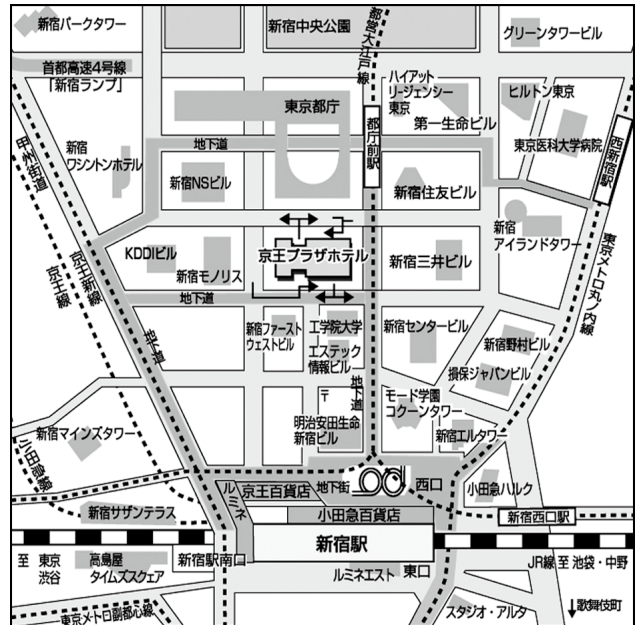 新宿パークタワー
新宿中央公園
都営大江戸線
グリーンタワービル
首都高速4号線
「新宿ランプ」
ハイアット
リージェンシー
東京
ヒルトン東京
東京都庁
第一生命ビル
都庁前駅
西新宿駅
甲州街道
新宿
ワシントンホテル
地下道
東京医科大学病院
新宿NSビル
新宿住友ビル
新宿
アイランドタワー
KDDIビル
京王プラザホテル
新宿三井ビル
新宿モノリス
京王新線
京王線
東京メトロ丸ノ内線
地下道
地下道
新宿ファースト
ウェストビル
工学院大学
エステック
情報ビル
新宿センタービル
新宿野村ビル
損保ジャパンビル
地下道
〒
モード学園
コクーンタワー
明治安田生命
新宿ビル
新宿マインズタワー
新宿エルタワー
小田急線
ルミネ
京王百貨店
地下街
西口
小田急ハルク
新宿サザンテラス
小田急百貨店
新宿西口駅
新宿駅
至 東京
渋谷
高島屋
タイムズスクェア
新宿駅南口
ルミネエスト
東口
JR線 至 池袋・中野
東京メトロ副都心線
スタジオ・アルタ
↓歌舞伎町